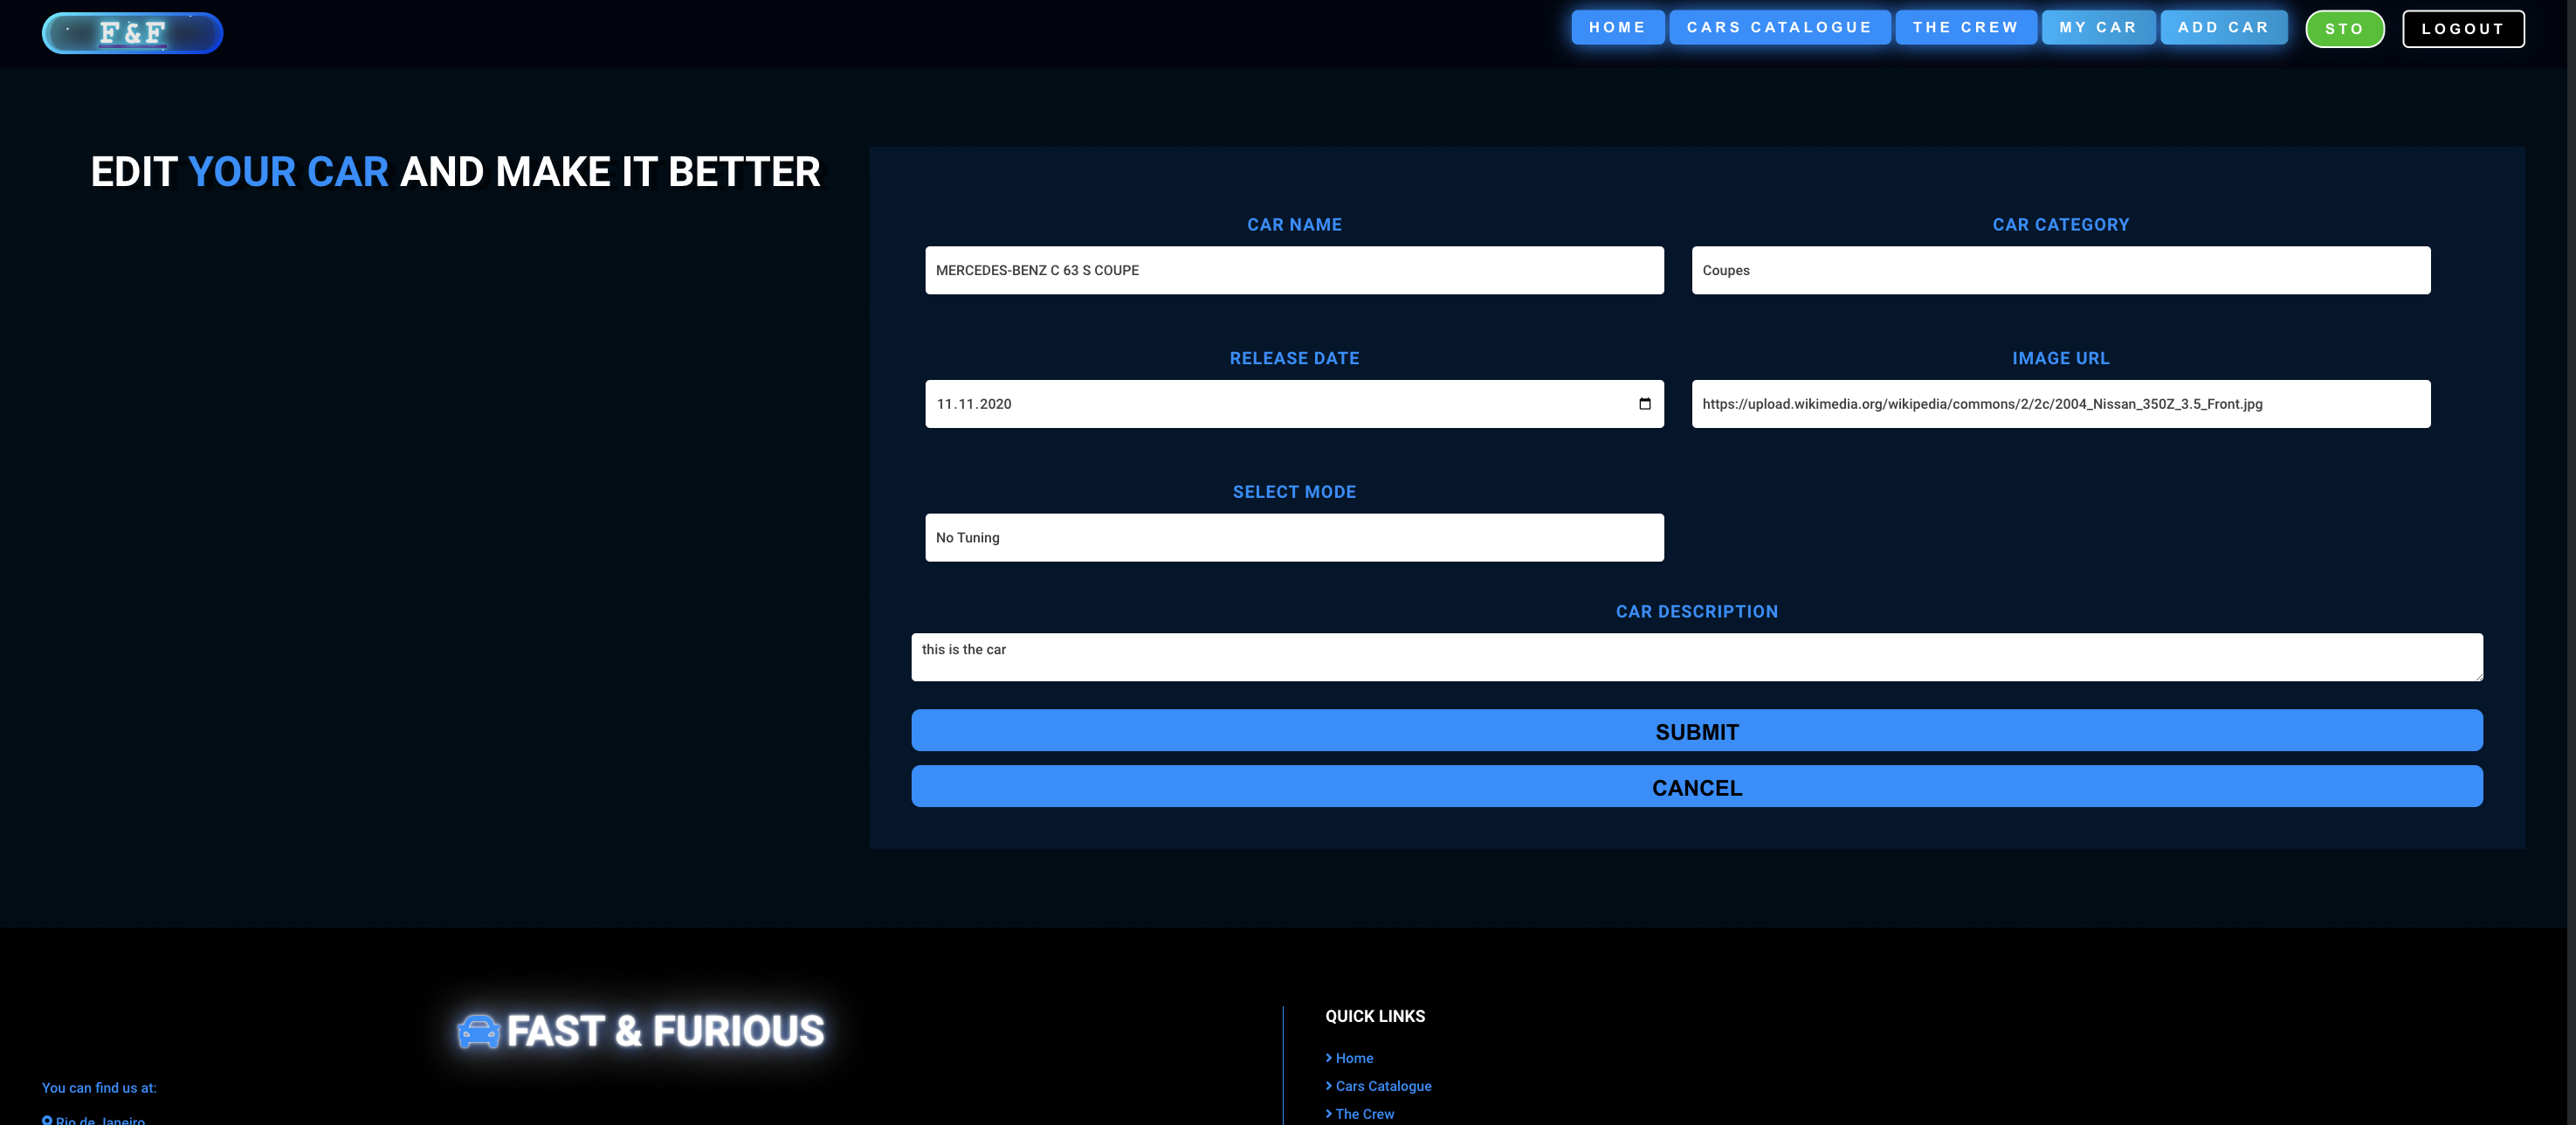 F&F
HOME CARS CATALOGUE THE CREW MY CAR ADD CAR STO LOGOUT
EDIT YOUR CAR AND MAKE IT BETTER
CAR NAME CAR CATEGORY
MERCEDES-BENZ C 63 S COUPE Coupes
RELEASE DATE IMAGE URL
11.11.2020 https://upload.wikimedia.org/wikipedia/commons/2/2c/2004_Nissan_350Z_3.5_Front.jpg
SELECT MODE
No Tuning
CAR DESCRIPTION
this is the car
SUBMIT
CANCEL
FAST & FURIOUS
You can find us at:
Rio de Janeiro
QUICK LINKS
Home
Cars Catalogue
The Crew